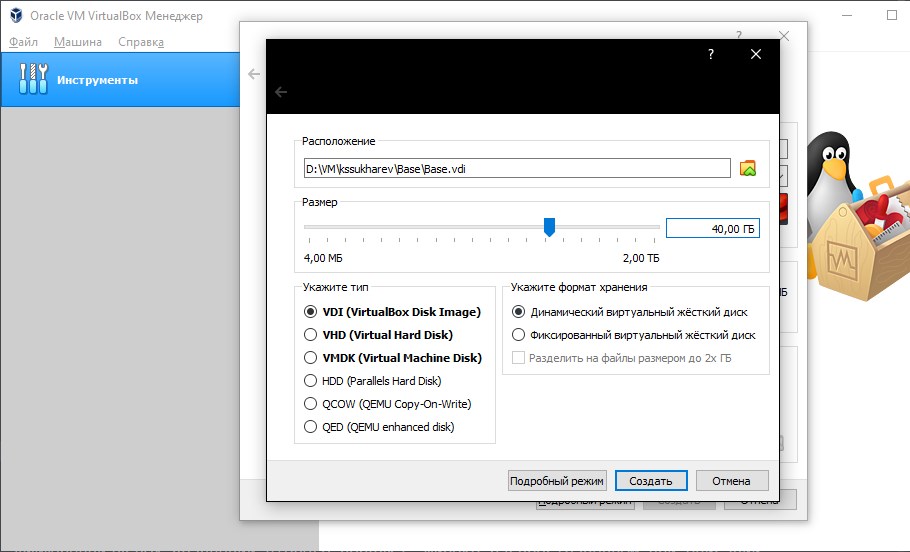 Oracle VM VirtualBox Менеджер
Файл Машина Справка
Инструменты
?
?
Расположение
D:\VM\kssukharev\Base\Base.vdi
Размер
40,00 ГБ
4,00 МБ 2,00 ТБ
Укажите тип
VDI (VirtualBox Disk Image)
VHD (Virtual Hard Disk)
VMDK (Virtual Machine Disk)
HDD (Parallels Hard Disk)
QCOW (QEMU Copy-On-Write)
QED (QEMU enhanced disk)
Укажите формат хранения
Динамический виртуальный жёсткий диск
Фиксированный виртуальный жёсткий диск
Разделить на файлы размером до 2х ГБ
Подробный режим Создать Отмена